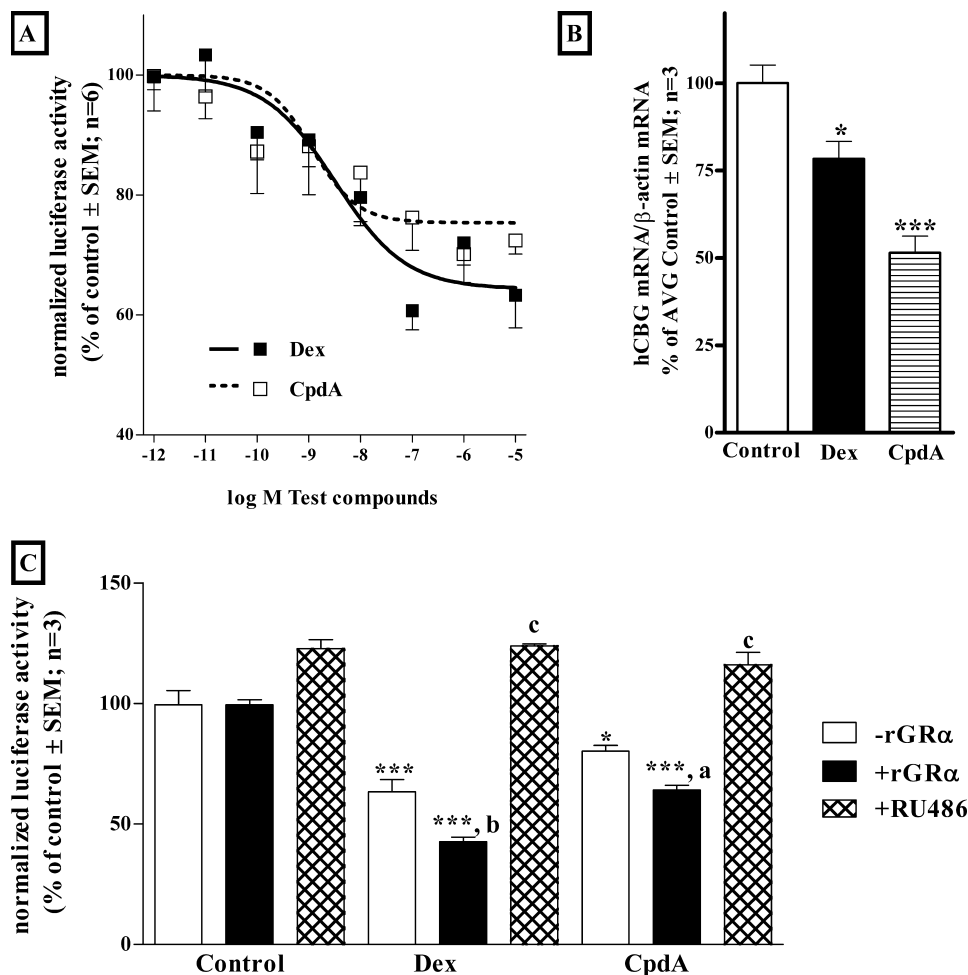 A
normalized luciferase activity
(% of control ± SEM; n=6)
100
80
60
40
Dex
CpdA
-12 -11 -10 -9 -8 -7 -6 -5
log M Test compounds
B
hCBG mRNA/β-actin mRNA
% of AVG Control ± SEM; n=3
100
75
50
25
0
*
***
Control Dex CpdA
C
normalized luciferase activity
(% of control ± SEM; n=3)
150
100
50
0
***
***, b
c
*
***, a
c
Control Dex CpdA
-rGRα
+rGRα
+RU486